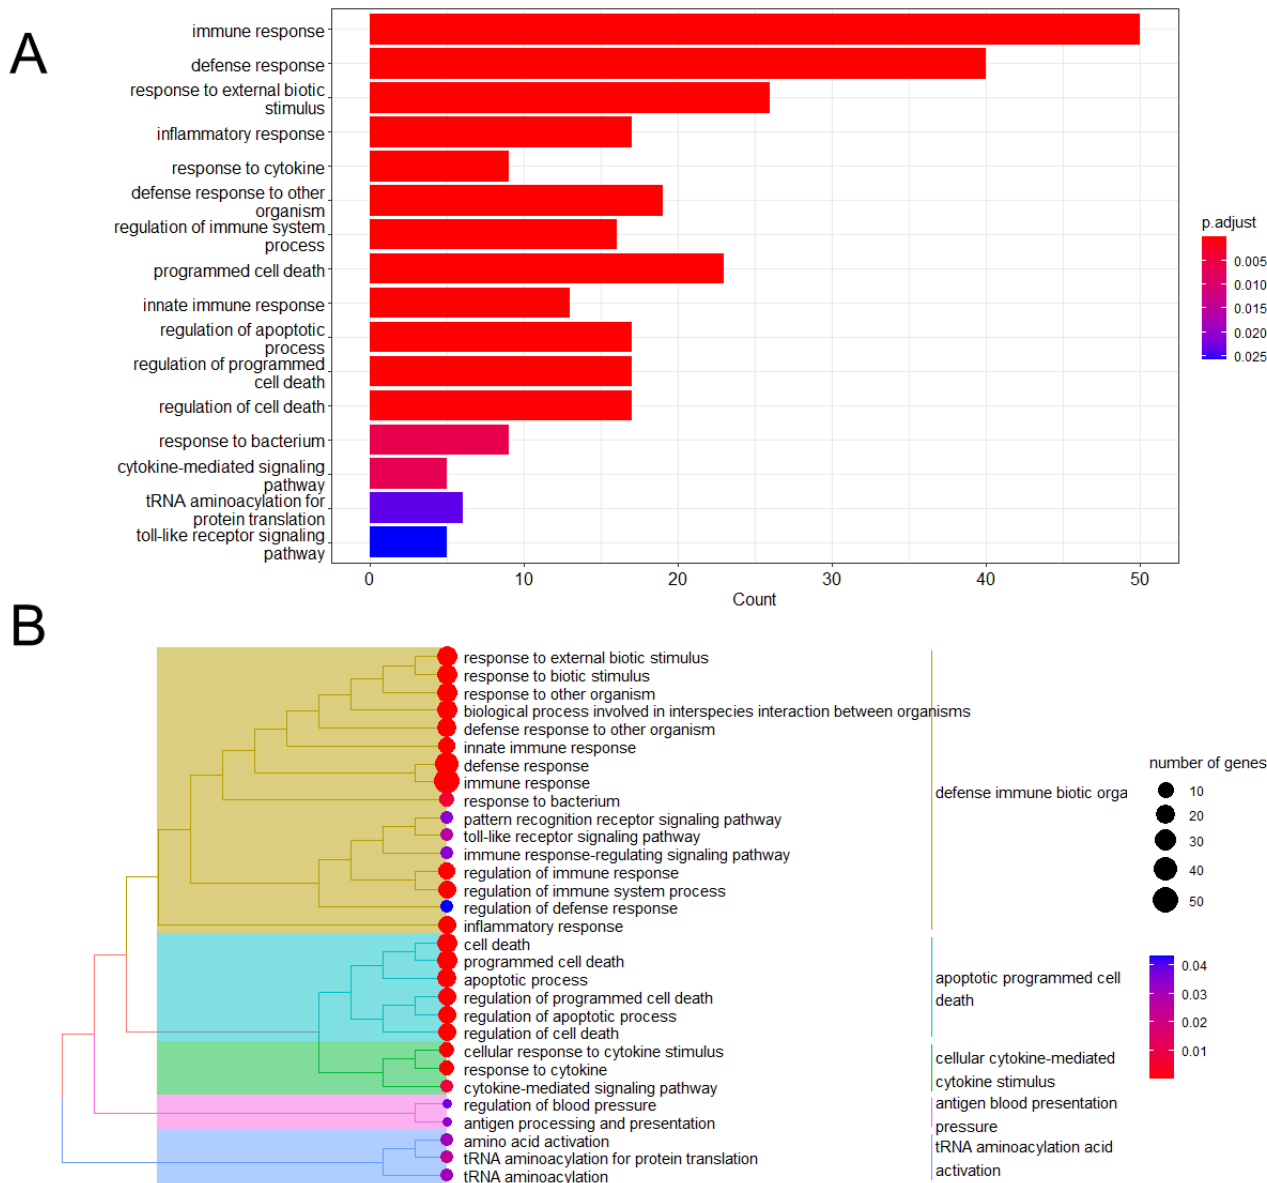 A
immune response
defense response
response to external biotic
stimulus
inflammatory response
response to cytokine
defense response to other
organism
regulation of immune system
process
programmed cell death
innate immune response
regulation of apoptotic
process
regulation of programmed
cell death
regulation of cell death
response to bacterium
cytokine-mediated signaling
pathway
tRNA aminoacylation for
protein translation
toll-like receptor signaling
pathway
0 10 20 30 40 50
Count
p.adjust
0.005
0.010
0.015
0.020
0.025
B
response to external biotic stimulus
response to biotic stimulus
response to other organism
biological process involved in interspecies interaction between organisms
defense response to other organism
innate immune response
defense response
immune response
response to bacterium
pattern recognition receptor signaling pathway
toll-like receptor signaling pathway
immune response-regulating signaling pathway
regulation of immune response
regulation of immune system process
regulation of defense response
inflammatory response
cell death
programmed cell death
apoptotic process
regulation of programmed cell death
regulation of apoptotic process
regulation of cell death
cellular response to cytokine stimulus
response to cytokine
cytokine-mediated signaling pathway
regulation of blood pressure
antigen processing and presentation
amino acid activation
tRNA aminoacylation for protein translation
tRNA aminoacylation
defense immune biotic orga
apoptotic programmed cell
death
cellular cytokine-mediated
cytokine stimulus
antigen blood presentation
pressure
tRNA aminoacylation acid
activation
number of genes
10
20
30
40
50
0.04
0.03
0.02
0.01